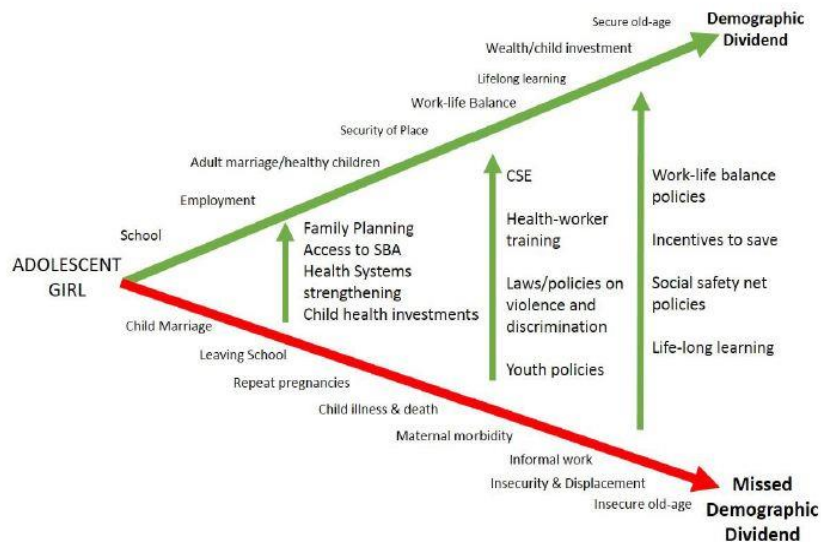 Secure old-age
Demographic
Dividend
Wealth/child investment
Lifelong learning
Work-life Balance
Security of Place
Adult marriage/healthy children
Employment
School
ADOLESCENT
GIRL
Child Marriage
Leaving School
Repeat pregnancies
Child illness & death
Maternal morbidity
Informal work
Insecurity & Displacement
Insecure old-age
Missed
Demographic
Dividend
Family Planning
Access to SBA
Health Systems
strengthening
Child health investments
CSE
Health-worker
training
Laws/policies on
violence and
discrimination
Youth policies
Work-life balance
policies
Incentives to save
Social safety net
policies
Life-long learning